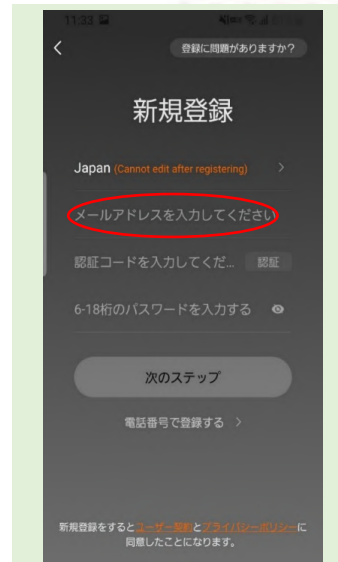 11:33
登録に問題がありますか?
新規登録
Japan (Cannot edit after registering)
メールアドレスを入力してください
認証コードを入力してくだ... 認証
6-18桁のパスワードを入力する
次のステップ
電話番号で登録する
新規登録をするとユーザー契約とプライバシーポリシーに
同意したことになります。